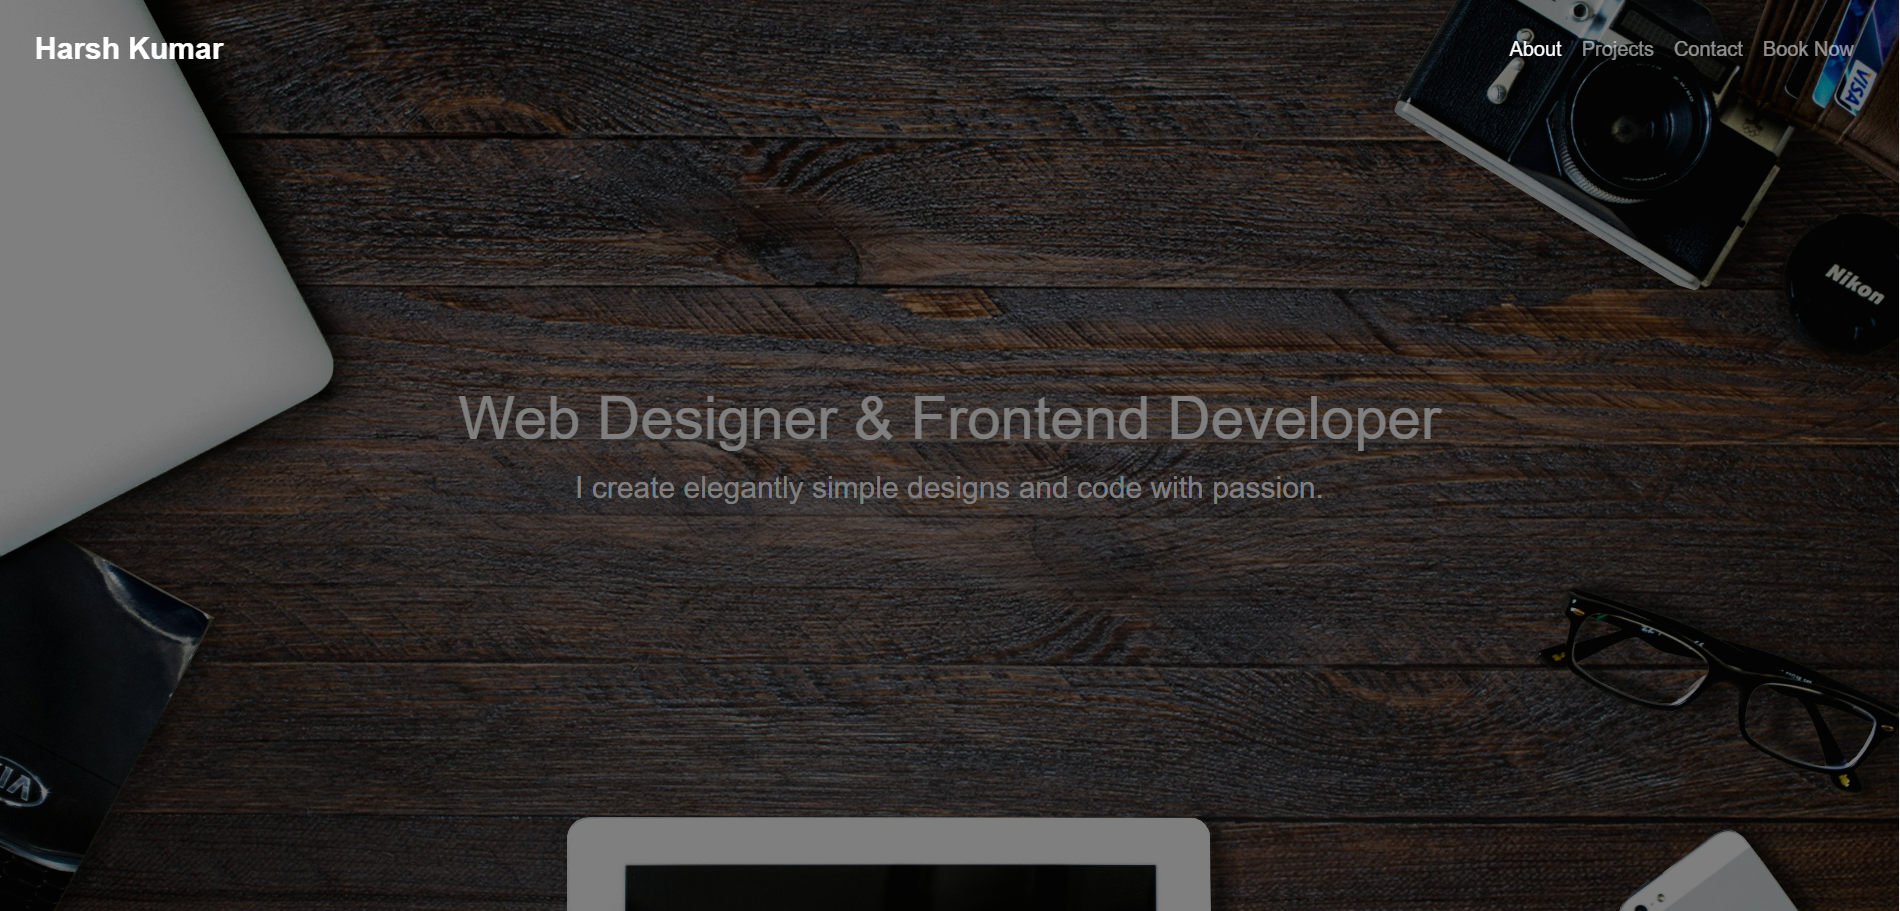 Harsh Kumar
About Projects Contact Book Now
VISA
Nikon
Web Designer & Frontend Developer
I create elegantly simple designs and code with passion.
KIA